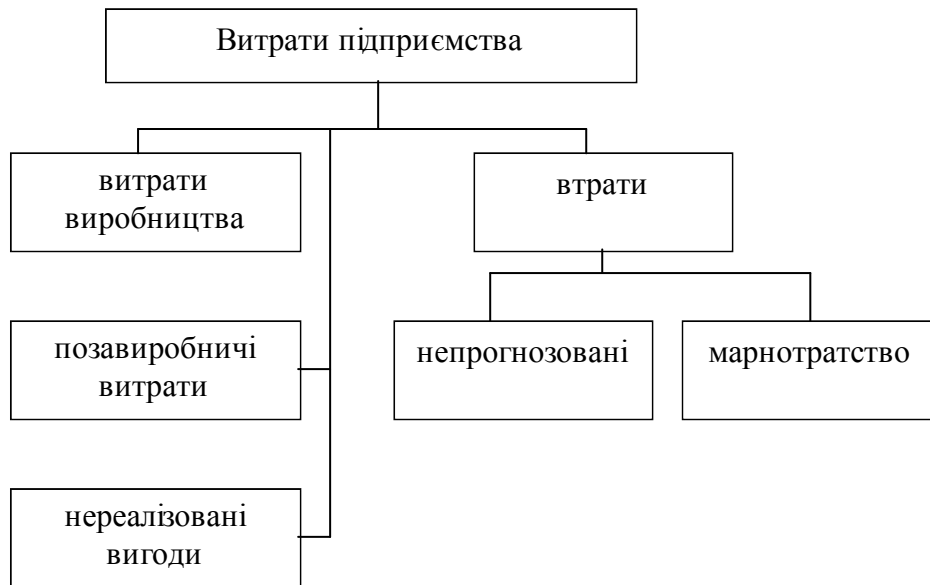 Витрати підприємства
витрати
виробництва
втрати
позавиробничі
витрати
непрогнозовані
марнотратство
нереалізовані
вигоди